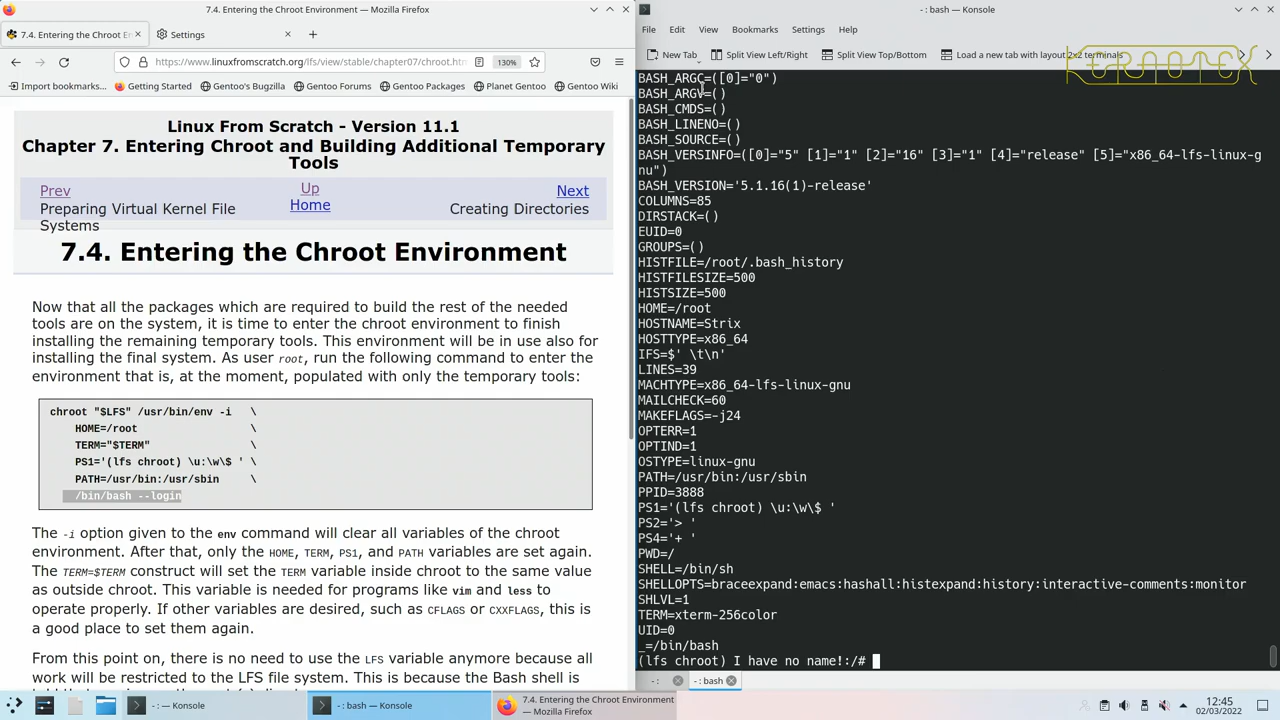 7.4. Entering the Chroot Environment — Mozilla Firefox
7.4. Entering the Chroot En
Settings
https://www.linuxfromscratch.org/lfs/view/stable/chapter07/chroot.htm
130%
Import bookmarks...
Getting Started
Gentoo's Bugzilla
Gentoo Forums
Gentoo Packages
Planet Gentoo
Gentoo Wiki
Linux From Scratch - Version 11.1
Chapter 7. Entering Chroot and Building Additional Temporary
Tools
Prev
Up
Next
Preparing Virtual Kernel File
Systems
Home
Creating Directories
7.4. Entering the Chroot Environment
Now that all the packages which are required to build the rest of the needed
tools are on the system, it is time to enter the chroot environment to finish
installing the remaining temporary tools. This environment will be in use also for
installing the final system. As user root, run the following command to enter the
environment that is, at the moment, populated with only the temporary tools:
chroot "$LFS" /usr/bin/env -i \
HOME=/root \
TERM="$TERM" \
PS1='(lfs chroot) \u:\w\$ ' \
PATH=/usr/bin:/usr/sbin \
/bin/bash --login
The -i option given to the env command will clear all variables of the chroot
environment. After that, only the HOME, TERM, PS1, and PATH variables are set again.
The TERM=$TERM construct will set the TERM variable inside chroot to the same value
as outside chroot. This variable is needed for programs like vim and less to
operate properly. If other variables are desired, such as CFLAGS or CXXFLAGS, this is
a good place to set them again.
From this point on, there is no need to use the LFS variable anymore because all
work will be restricted to the LFS file system. This is because the Bash shell is
- : bash — Konsole
File
Edit
View
Bookmarks
Settings
Help
New Tab
Split View Left/Right
Split View Top/Bottom
Load a new tab with layout 2x2 terminals
KERNOTEX
BASH_ARGC=([0]="0")
BASH_ARGV=()
BASH_CMDS=()
BASH_LINENO=()
BASH_SOURCE=()
BASH_VERSINFO=([0]="5" [1]="1" [2]="16" [3]="1" [4]="release" [5]="x86_64-lfs-linux-g
nu")
BASH_VERSION='5.1.16(1)-release'
COLUMNS=85
DIRSTACK=()
EUID=0
GROUPS=()
HISTFILE=/root/.bash_history
HISTFILESIZE=500
HISTSIZE=500
HOME=/root
HOSTNAME=Strix
HOSTTYPE=x86_64
IFS=$' \t\n'
LINES=39
MACHTYPE=x86_64-lfs-linux-gnu
MAILCHECK=60
MAKEFLAGS=-j24
OPTERR=1
OPTIND=1
OSTYPE=linux-gnu
PATH=/usr/bin:/usr/sbin
PPID=3888
PS1='(lfs chroot) \u:\w\$ '
PS2='> '
PS4='+ '
PWD=/
SHELL=/bin/sh
SHELLOPTS=braceexpand:emacs:hashall:histexpand:history:interactive-comments:monitor
SHLVL=1
TERM=xterm-256color
UID=0
_=/bin/bash
(lfs chroot) I have no name!:/#
- :
- : bash
- : — Konsole
- : bash — Konsole
7.4. Entering the Chroot Environment
— Mozilla Firefox
12:45
02/03/2022